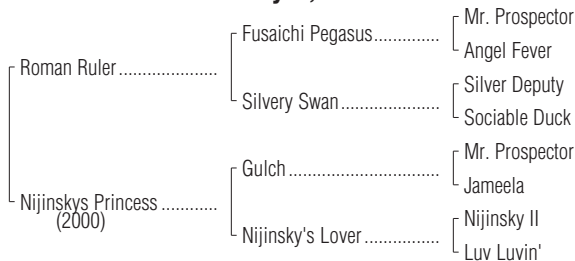 Mr. Prospector
Fusaichi Pegasus..............
Angel Fever
Roman Ruler.....................
Silver Deputy
Silvery Swan.....................
Sociable Duck
Mr. Prospector
Gulch................................
Jameela
Nijinskys Princess............
(2000)
Nijinsky II
Nijinsky's Lover................
Luv Luvin'